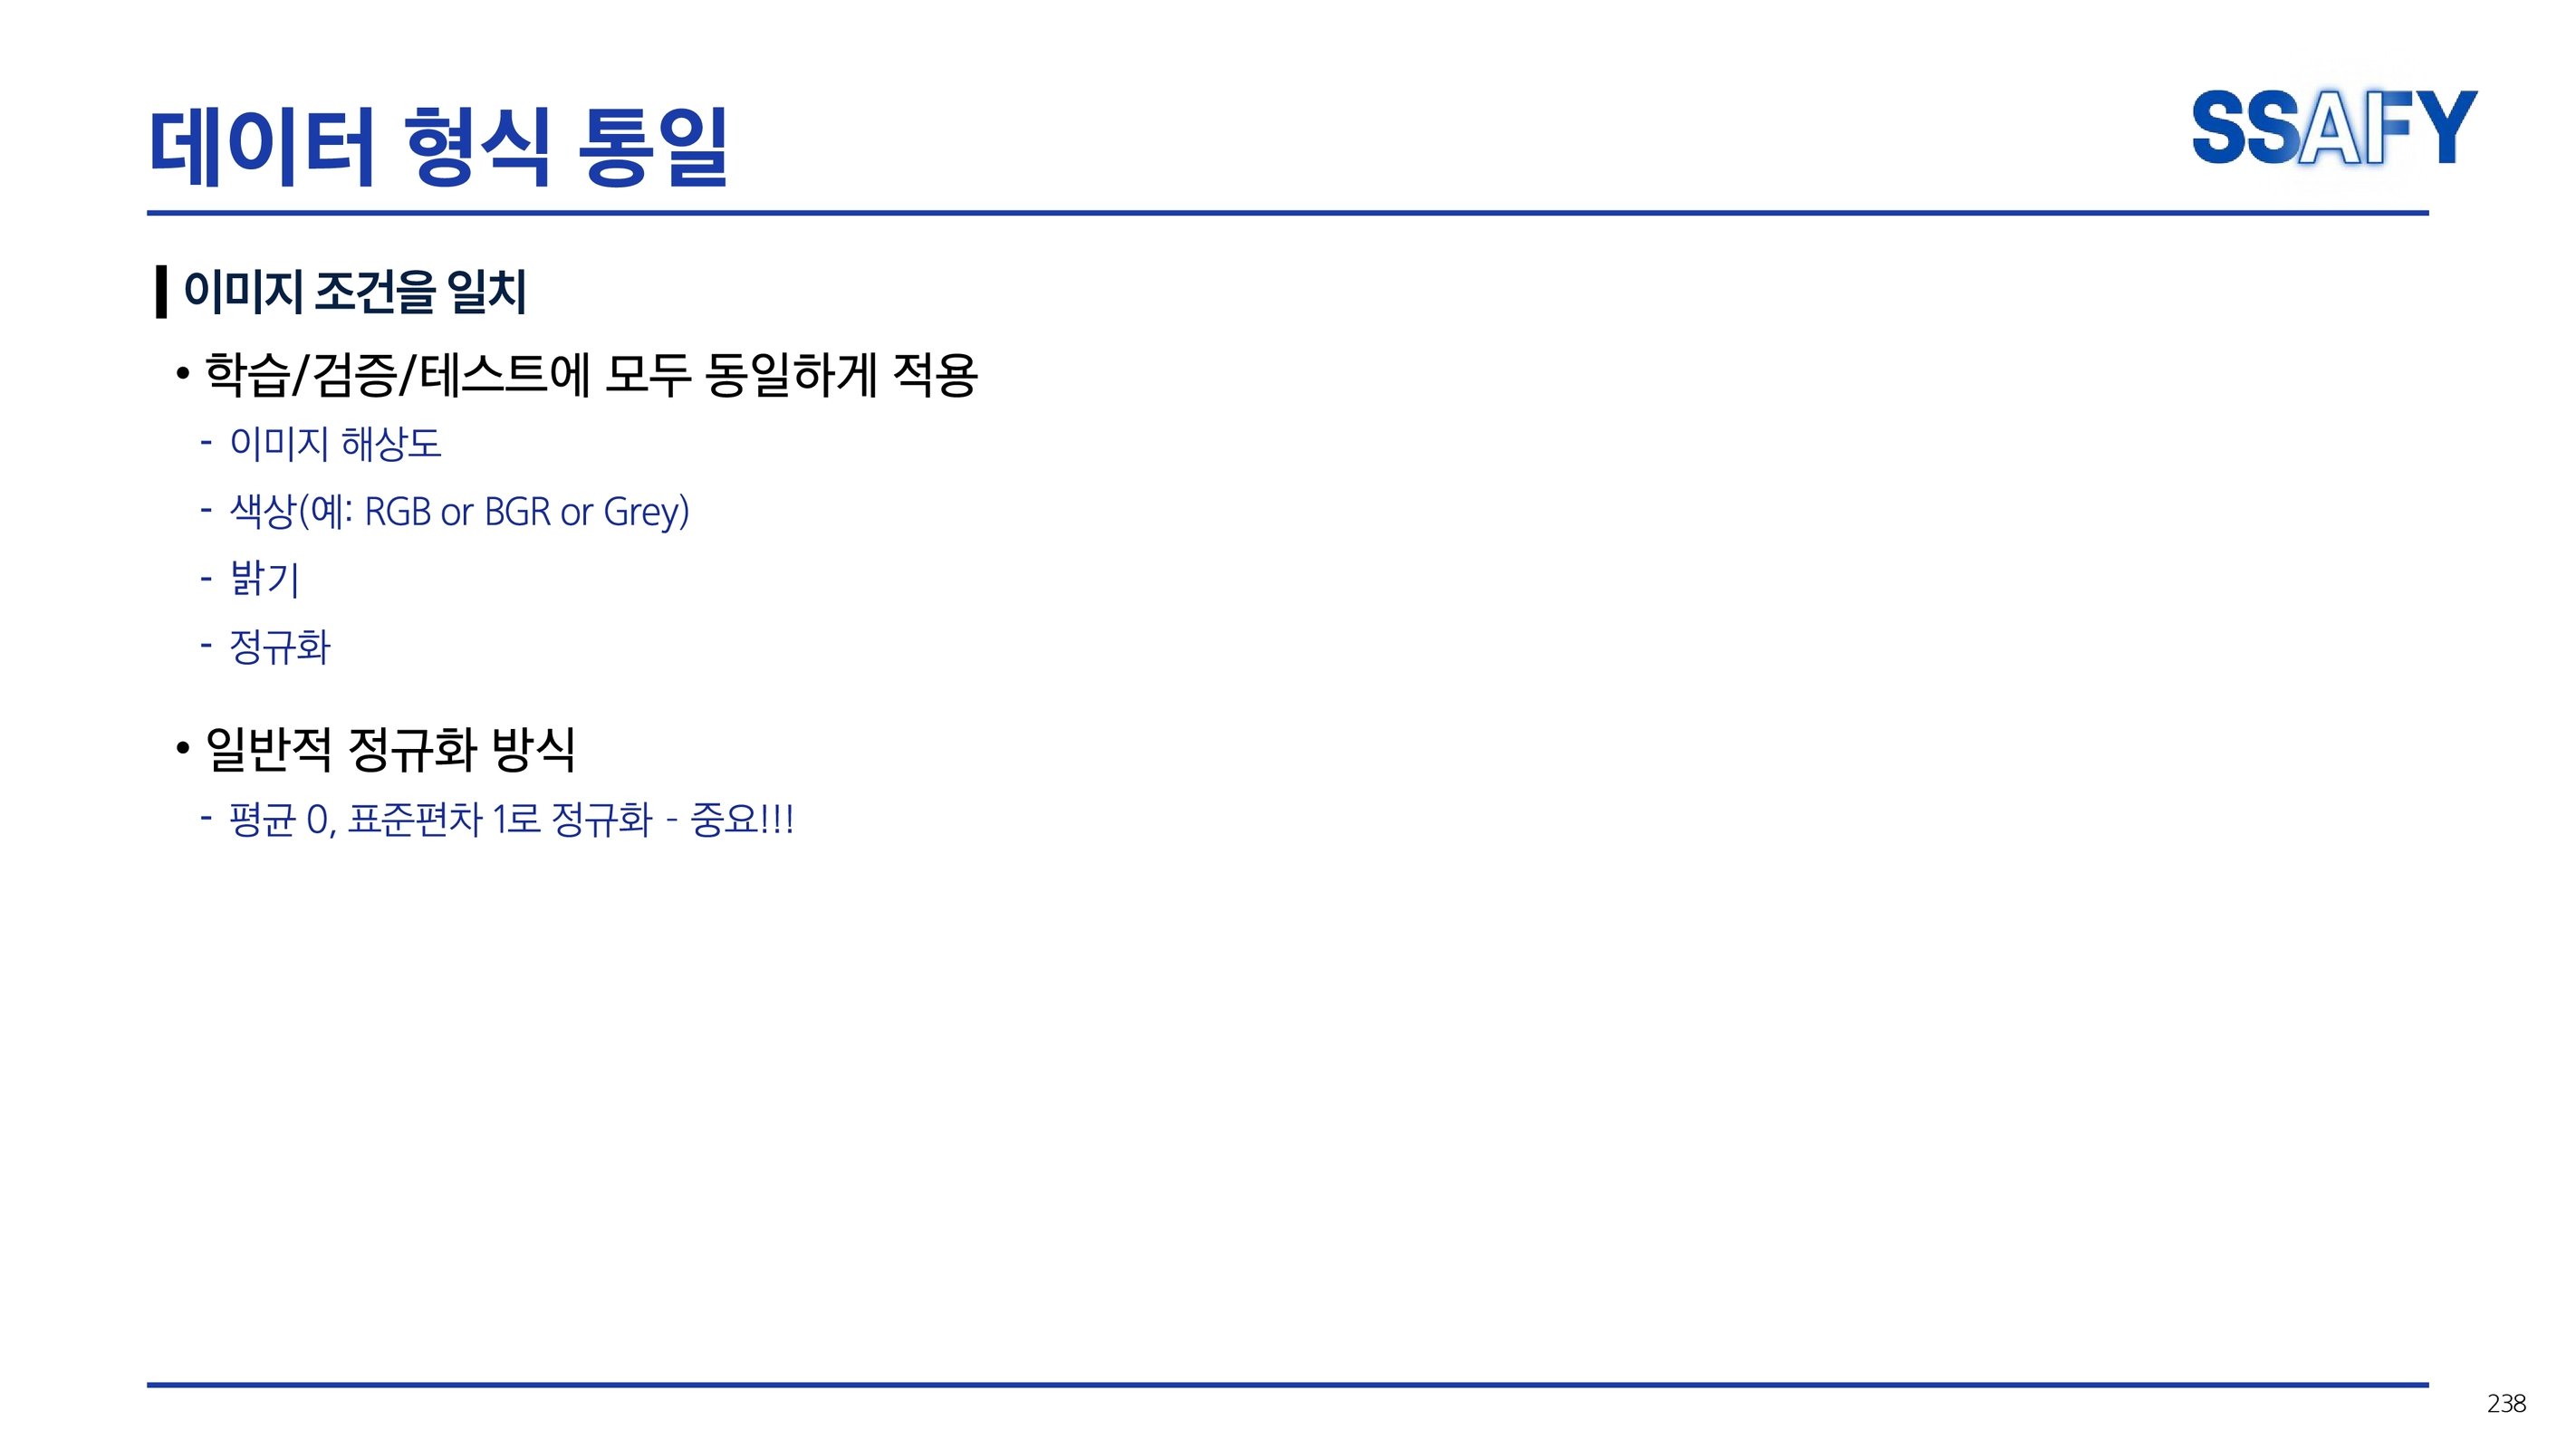 데이터 형식 통일
SSAFY
이미지 조건을 일치
• 학습/검증/테스트에 모두 동일하게 적용
- 이미지 해상도
- 색상(예: RGB or BGR or Grey)
- 밝기
- 정규화
• 일반적 정규화 방식
- 평균 0, 표준편차 1로 정규화 - 중요!!!
238